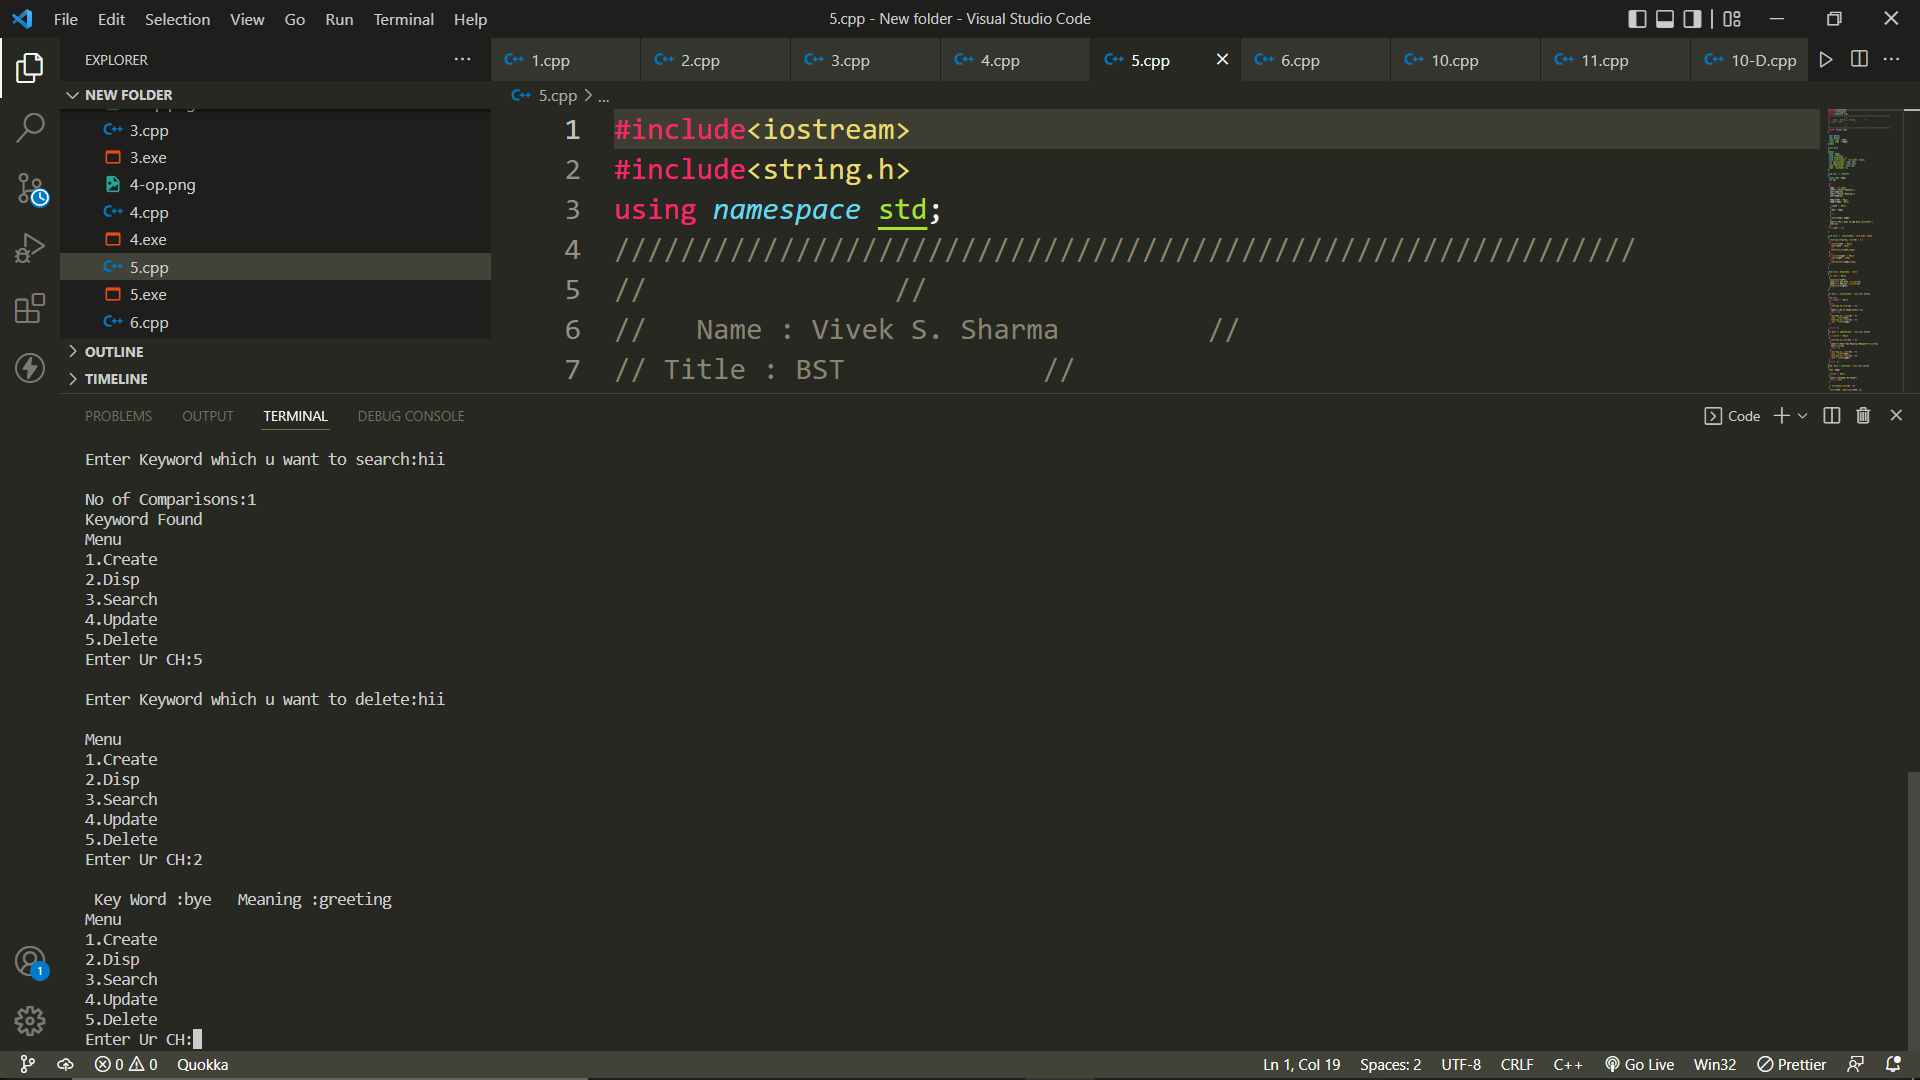 File Edit Selection View Go Run Terminal Help
5.cpp - New folder - Visual Studio Code
EXPLORER
NEW FOLDER
3.cpp
3.exe
4-op.png
4.cpp
4.exe
5.cpp
5.exe
6.cpp
OUTLINE
TIMELINE
1.cpp 2.cpp 3.cpp 4.cpp 5.cpp 6.cpp 10.cpp 11.cpp 10-D.cpp
5.cpp > ...
1 #include<iostream>
2 #include<string.h>
3 using namespace std;
4 //////////////////////////////////////////////////////////////
5 // //
6 // Name : Vivek S. Sharma //
7 // Title : BST //
PROBLEMS OUTPUT TERMINAL DEBUG CONSOLE
Code
Enter Keyword which u want to search:hii
No of Comparisons:1
Keyword Found
Menu
1.Create
2.Disp
3.Search
4.Update
5.Delete
Enter Ur CH:5
Enter Keyword which u want to delete:hii
Menu
1.Create
2.Disp
3.Search
4.Update
5.Delete
Enter Ur CH:2
Key Word :bye Meaning :greeting
Menu
1.Create
2.Disp
3.Search
4.Update
5.Delete
Enter Ur CH:
1
0 0 Quokka
Ln 1, Col 19 Spaces: 2 UTF-8 CRLF C++ Go Live Win32 Prettier